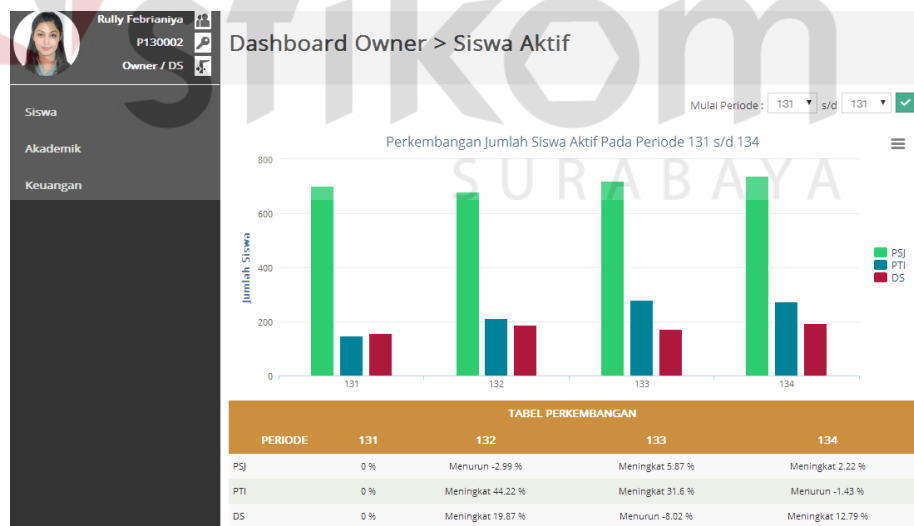 Rully Febrianiya
P130002
Owner / DS
STIKOM
SURABAYA
Dashboard Owner > Siswa Aktif
Siswa
Akademik
Keuangan
Mulai Periode : 131 s/d 131
Perkembangan Jumlah Siswa Aktif Pada Periode 131 s/d 134
Jumlah Siswa
800
600
400
200
0
131 132 133 134
PSJ
PTI
DS
TABEL PERKEMBANGAN
PERIODE 131 132 133 134
PSJ 0 % Menurun -2.99 % Meningkat 5.87 % Meningkat 2.22 %
PTI 0 % Meningkat 44.22 % Meningkat 31.6 % Menurun -1.43 %
DS 0 % Meningkat 19.87 % Menurun -8.02 % Meningkat 12.79 %